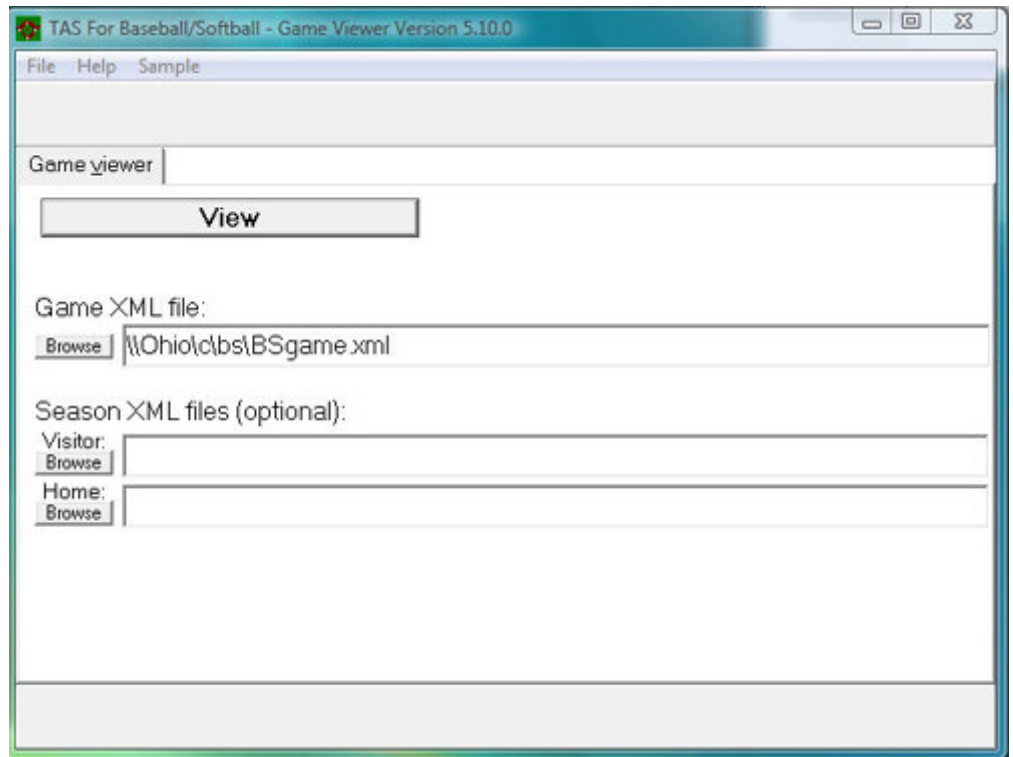 TAS For Baseball/Softball - Game Viewer Version 5.10.0
File Help Sample
Game viewer
View
Game XML file:
Browse \\Ohio\c\bs\BSgame.xml
Season XML files (optional):
Visitor:
Browse
Home:
Browse